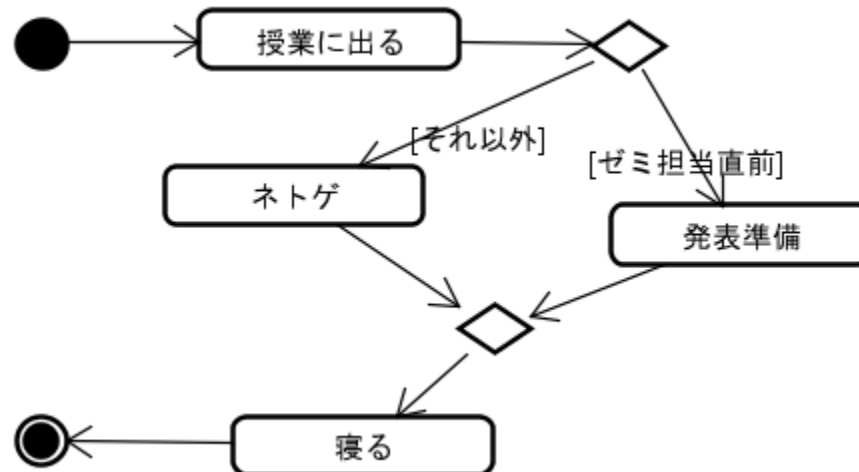 授業に出る
[それ以外]
[ゼミ担当直前]
ネトゲ
発表準備
寝る